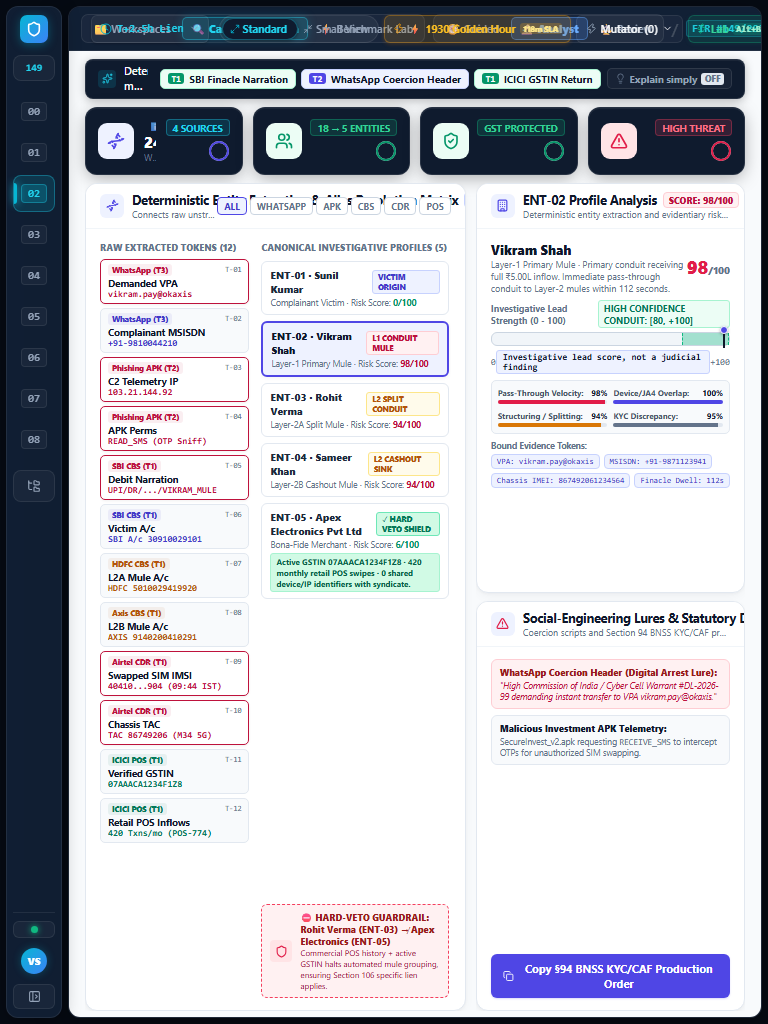 Workspaces
Standard
Small
Benchmark Lab
1930 Golden Hour
118m SLA
Analyst
Mutator (0)
149
00
01
02
03
04
05
06
07
08
VS
T1 SBI Finacle Narration
T2 WhatsApp Coercion Header
T1 ICICI GSTIN Return
Explain simply OFF
4 SOURCES
18 → 5 ENTITIES
GST PROTECTED
HIGH THREAT
Deterministic Entity Extraction & Alias Resolution Matrix
Connects raw unstr...
ALL
WHATSAPP
APK
CBS
CDR
POS
RAW EXTRACTED TOKENS (12)
WhatsApp (T3) T-01
Demanded VPA
vikram.pay@okaxis
WhatsApp (T3) T-02
Complainant MSISDN
+91-9810044210
Phishing APK (T2) T-03
C2 Telemetry IP
103.21.144.92
Phishing APK (T2) T-04
APK Perms
READ_SMS (OTP Sniff)
SBI CBS (T1) T-05
Debit Narration
UPI/DR/.../VIKRAM_MULE
SBI CBS (T1) T-06
Victim A/c
SBI A/c 30910029101
HDFC CBS (T1) T-07
L2A Mule A/c
HDFC 5010029419920
Axis CBS (T1) T-08
L2B Mule A/c
AXIS 9140200410291
Airtel CDR (T1) T-09
Swapped SIM IMSI
40410...904 (09:44 IST)
Airtel CDR (T1) T-10
Chassis TAC
TAC 86749206 (M34 5G)
ICICI POS (T1) T-11
Verified GSTIN
07AAACA1234F1Z8
ICICI POS (T1) T-12
Retail POS Inflows
420 Txns/mo (POS-774)
CANONICAL INVESTIGATIVE PROFILES (5)
ENT-01 · Sunil
Kumar
VICTIM
ORIGIN
Complainant Victim · Risk Score: 0/100
ENT-02 · Vikram
Shah
L1 CONDUIT
MULE
Layer-1 Primary Mule · Risk Score: 98/100
ENT-03 · Rohit
Verma
L2 SPLIT
CONDUIT
Layer-2A Split Mule · Risk Score: 94/100
ENT-04 · Sameer
Khan
L2 CASHOUT
SINK
Layer-2B Cashout Mule · Risk Score: 94/100
ENT-05 · Apex
Electronics Pvt Ltd
✓ HARD
VETO SHIELD
Bona-Fide Merchant · Risk Score: 6/100
Active GSTIN 07AAACA1234F1Z8 · 420
monthly retail POS swipes · 0 shared
device/IP identifiers with syndicate.
⛔ HARD-VETO GUARDRAIL:
Rohit Verma (ENT-03) ↛ Apex
Electronics (ENT-05)
Commercial POS history + active
GSTIN halts automated mule grouping,
ensuring Section 106 specific lien
applies.
ENT-02 Profile Analysis
SCORE: 98/100
Deterministic entity extraction and evidentiary risk...
Vikram Shah
Layer-1 Primary Mule · Primary conduit receiving
full ₹5.00L inflow. Immediate pass-through
conduit to Layer-2 mules within 112 seconds.
98/100
Investigative Lead
Strength (0 - 100)
HIGH CONFIDENCE
CONDUIT: [80, +100]
0
Investigative lead score, not a judicial
finding
+100
Pass-Through Velocity: 98%
Device/JA4 Overlap: 100%
Structuring / Splitting: 94%
KYC Discrepancy: 95%
Bound Evidence Tokens:
VPA: vikram.pay@okaxis
MSISDN: +91-9871123941
Chassis IMEI: 867492061234564
Finacle Dwell: 112s
Social-Engineering Lures & Statutory D
Coercion scripts and Section 94 BNSS KYC/CAF pr...
WhatsApp Coercion Header (Digital Arrest Lure):
"High Commission of India / Cyber Cell Warrant #DL-2026-
99 demanding instant transfer to VPA vikram.pay@okaxis."
Malicious Investment APK Telemetry:
SecureInvest_v2.apk requesting RECEIVE_SMS to intercept
OTPs for unauthorized SIM swapping.
Copy §94 BNSS KYC/CAF Production
Order